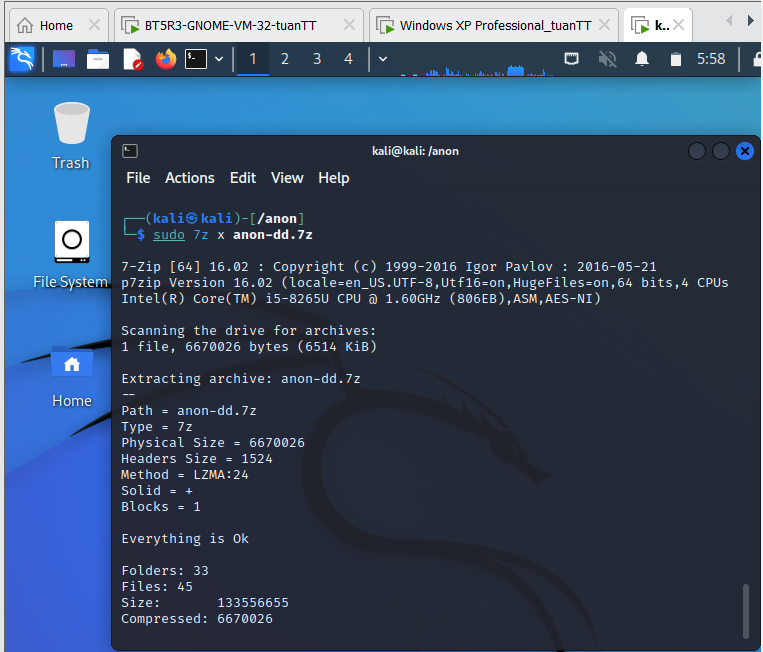 Home
BT5R3-GNOME-VM-32-tuanTT
Windows XP Professional_tuanTT
k..
1 2 3 4
5:58
Trash
File System
Home
kali@kali: /anon
File Actions Edit View Help
┌──(kali㉿kali)-[/anon]
└─$ sudo 7z x anon-dd.7z
7-Zip [64] 16.02 : Copyright (c) 1999-2016 Igor Pavlov : 2016-05-21
p7zip Version 16.02 (locale=en_US.UTF-8,Utf16=on,HugeFiles=on,64 bits,4 CPUs
Intel(R) Core(TM) i5-8265U CPU @ 1.60GHz (806EB),ASM,AES-NI)
Scanning the drive for archives:
1 file, 6670026 bytes (6514 KiB)
Extracting archive: anon-dd.7z
--
Path = anon-dd.7z
Type = 7z
Physical Size = 6670026
Headers Size = 1524
Method = LZMA:24
Solid = +
Blocks = 1
Everything is Ok
Folders: 33
Files: 45
Size:       133556655
Compressed: 6670026